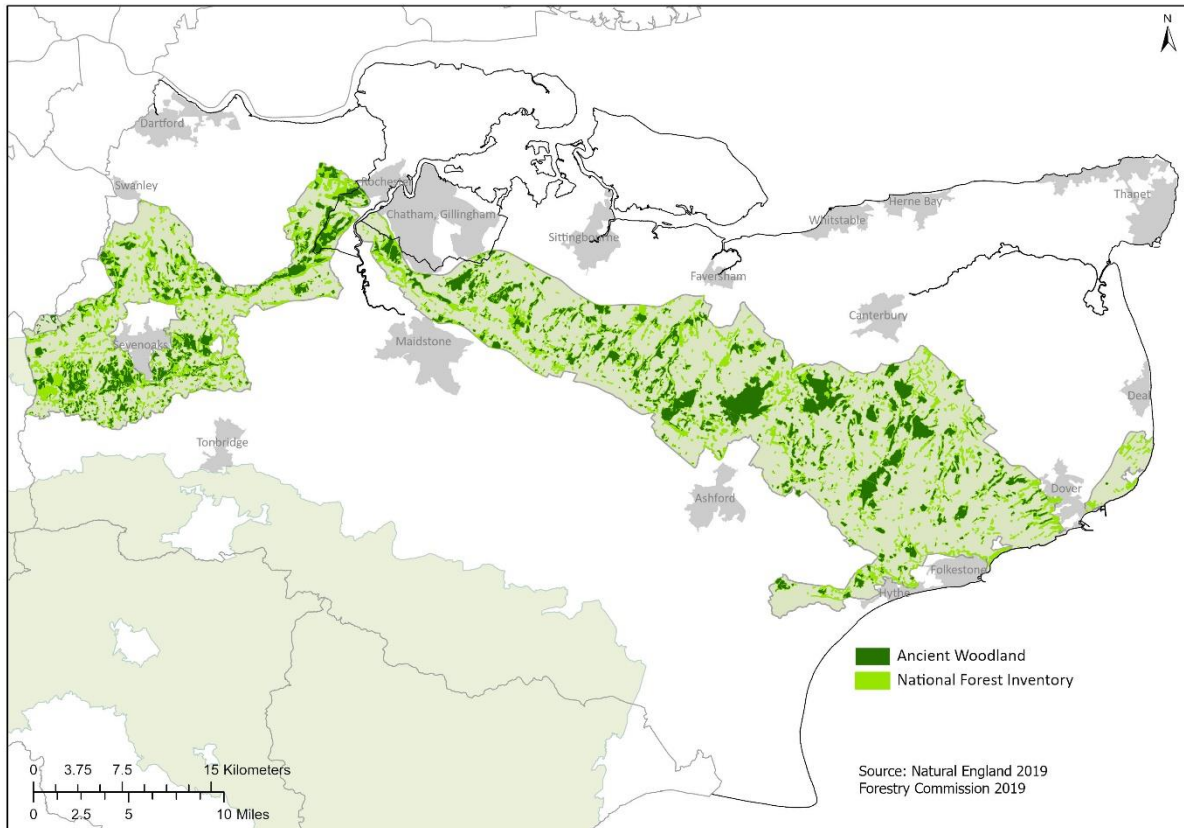 N
Dartford
Swanley
Rochester
Chatham, Gillingham
Sittingbourne
Faversham
Whitstable
Herne Bay
Thanet
Canterbury
Sevenoaks
Maidstone
Deal
Tonbridge
Ashford
Dover
Folkestone
Hythe
Ancient Woodland
National Forest Inventory
0 3.75 7.5 15 Kilometers
0 2.5 5 10 Miles
Source: Natural England 2019
Forestry Commission 2019